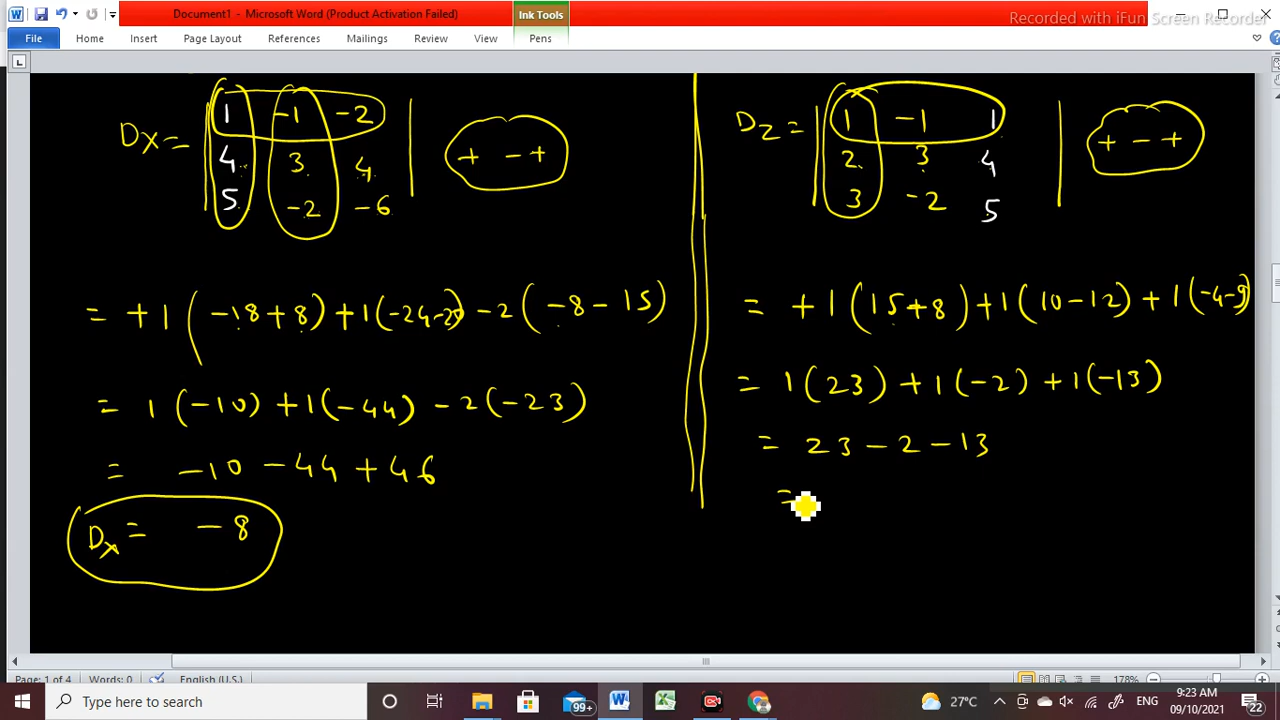 Document1 - Microsoft Word (Product Activation Failed)
Ink Tools
Recorded with iFun Screen Recorder
File Home Insert Page Layout References Mailings Review View Pens
Dx = | 1 -1 -2 |
4 3 4
5 -2 -6
+ - +
= +1 ( -18 + 8) + 1(-24-2 ) - 2 ( -8 - 15)
= 1 (-10) + 1(-44) - 2(-23)
= -10 - 44 + 46
Dx = -8
Dz = | 1 -1 1 |
2 3 4
3 -2 5
+ - +
= +1 (15+8) +1(10-12) +1(-4-9)
= 1(23) + 1(-2) + 1(-13)
= 23 - 2 - 13
=
Page: 1 of 4 Words: 0 English (U.S.) 178%
Type here to search
99+
27°C
ENG
9:23 AM
09/10/2021
22